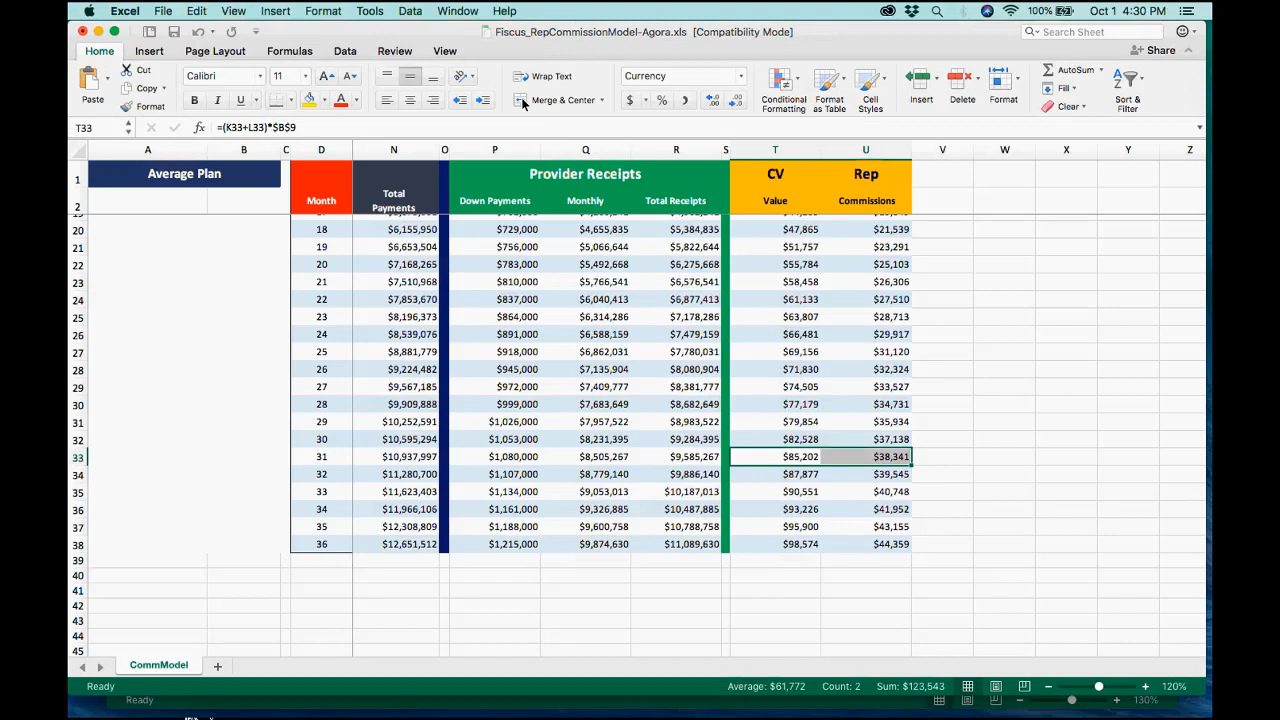 Excel File Edit View Insert Format Tools Data Window Help 100% Oct 1 4:30 PM
Fiscus_RepCommissionModel-Agora.xls [Compatibility Mode] Search Sheet
Home Insert Page Layout Formulas Data Review View Share
Paste Cut Copy Format Calibri 11 A A B I U A Wrap Text Merge & Center Currency $ % Conditional Formatting Format as Table Cell Styles Insert Delete Format AutoSum Fill Clear Sort & Filter
T33 fx =(K33+L33)*$B$9
A B C D N O P Q R S T U V W X Y Z
1 Average Plan Provider Receipts CV Rep
2 Month Total Payments Down Payments Monthly Total Receipts Value Commissions
20 18 $6,155,950 $729,000 $4,655,835 $5,384,835 $47,865 $21,539
21 19 $6,653,504 $756,000 $5,066,644 $5,822,644 $51,757 $23,291
22 20 $7,168,265 $783,000 $5,492,668 $6,275,668 $55,784 $25,103
23 21 $7,510,968 $810,000 $5,766,541 $6,576,541 $58,458 $26,306
24 22 $7,853,670 $837,000 $6,040,413 $6,877,413 $61,133 $27,510
25 23 $8,196,373 $864,000 $6,314,286 $7,178,286 $63,807 $28,713
26 24 $8,539,076 $891,000 $6,588,159 $7,479,159 $66,481 $29,917
27 25 $8,881,779 $918,000 $6,862,031 $7,780,031 $69,156 $31,120
28 26 $9,224,482 $945,000 $7,135,904 $8,080,904 $71,830 $32,324
29 27 $9,567,185 $972,000 $7,409,777 $8,381,777 $74,505 $33,527
30 28 $9,909,888 $999,000 $7,683,649 $8,682,649 $77,179 $34,731
31 29 $10,252,591 $1,026,000 $7,957,522 $8,983,522 $79,854 $35,934
32 30 $10,595,294 $1,053,000 $8,231,395 $9,284,395 $82,528 $37,138
33 31 $10,937,997 $1,080,000 $8,505,267 $9,585,267 $85,202 $38,341
34 32 $11,280,700 $1,107,000 $8,779,140 $9,886,140 $87,877 $39,545
35 33 $11,623,403 $1,134,000 $9,053,013 $10,187,013 $90,551 $40,748
36 34 $11,966,106 $1,161,000 $9,326,885 $10,487,885 $93,226 $41,952
37 35 $12,308,809 $1,188,000 $9,600,758 $10,788,758 $95,900 $43,155
38 36 $12,651,512 $1,215,000 $9,874,630 $11,089,630 $98,574 $44,359
39
40
41
42
43
44
45
CommModel +
Ready Average: $61,772 Count: 2 Sum: $123,543 120%
Ready 130%